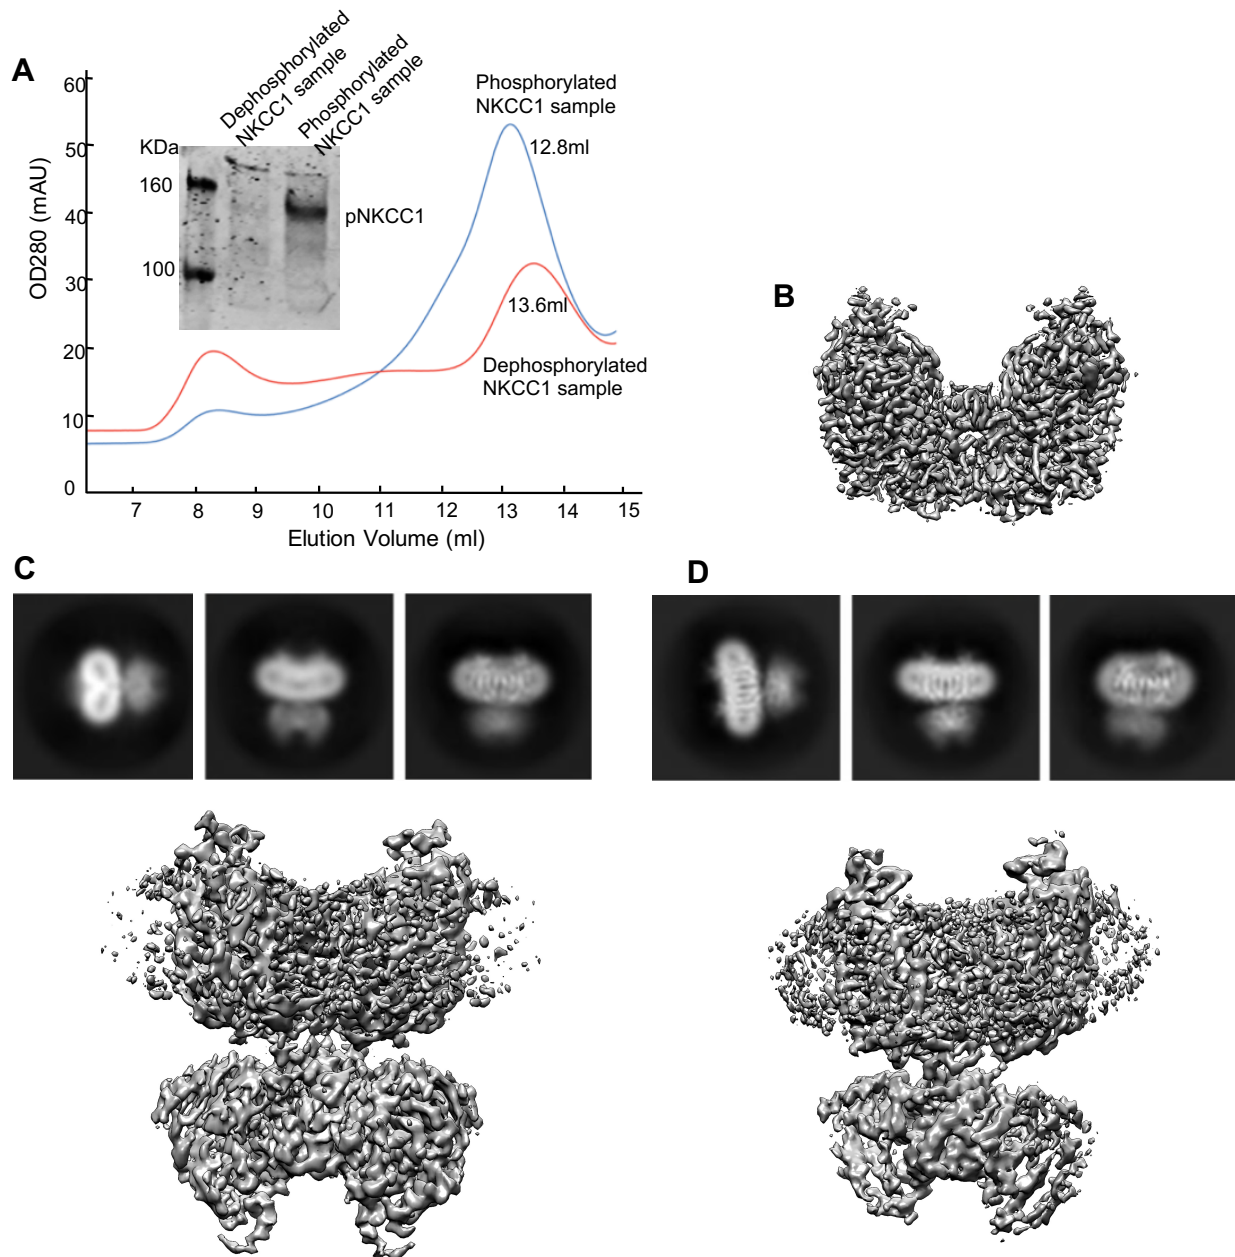 A
Dephosphorylated
NKCC1 sample
Phosphorylated
NKCC1 sample
KDa
160
100
pNKCC1
Phosphorylated
NKCC1 sample
12.8ml
13.6ml
Dephosphorylated
NKCC1 sample
OD280 (mAU)
60
50
40
30
20
10
0
7 8 9 10 11 12 13 14 15
Elution Volume (ml)
B
C
D